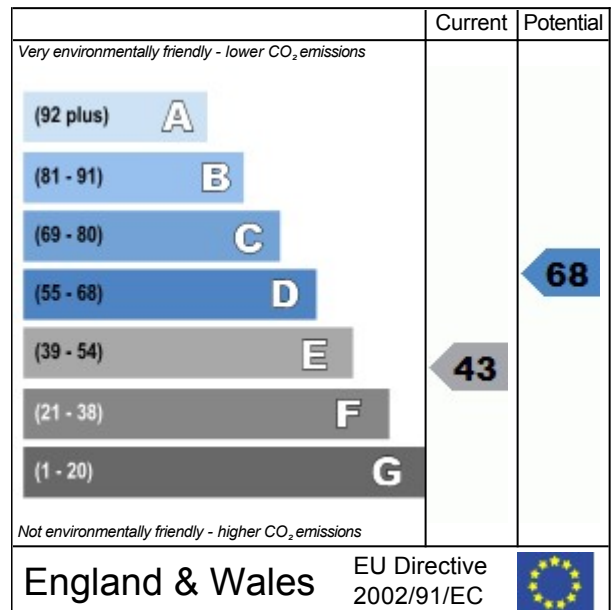 Current Potential
Very environmentally friendly - lower CO₂ emissions
(92 plus) A
(81 - 91) B
(69 - 80) C
(55 - 68) D
68
(39 - 54) E
43
(21 - 38) F
(1 - 20) G
Not environmentally friendly - higher CO₂ emissions
England & Wales
EU Directive
2002/91/EC